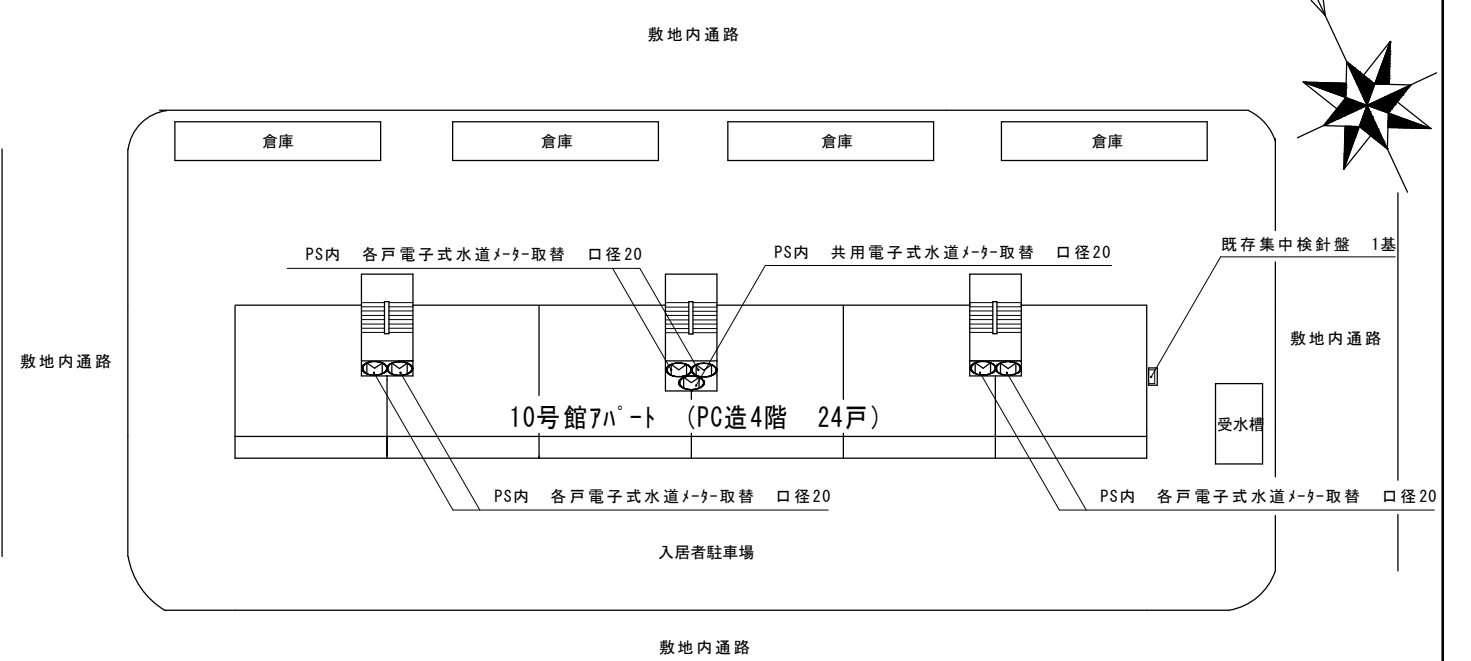 敷地内通路
倉庫
倉庫
倉庫
倉庫
PS内　各戸電子式水道ﾒｰﾀｰ取替　口径20
PS内　共用電子式水道ﾒｰﾀｰ取替　口径20
既存集中検針盤　1基
敷地内通路
敷地内通路
10号館ｱﾊﾟｰﾄ　(PC造4階　24戸)
受水槽
PS内　各戸電子式水道ﾒｰﾀｰ取替　口径20
PS内　各戸電子式水道ﾒｰﾀｰ取替　口径20
入居者駐車場
敷地内通路